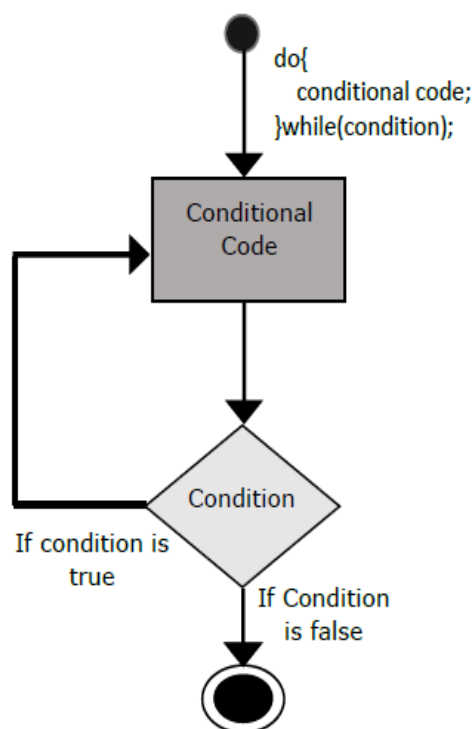 do{
conditional code;
}while(condition);
Conditional
Code
Condition
If condition is
true
If Condition
is false